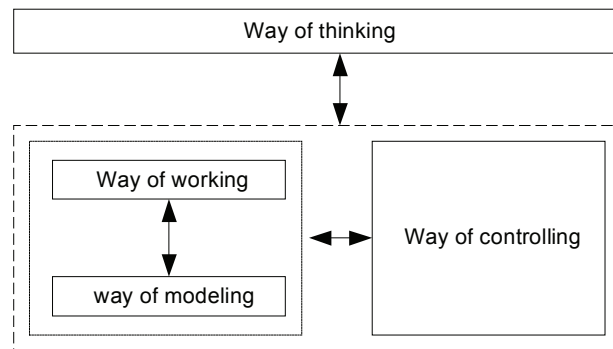 Way of thinking
Way of working
way of modeling
Way of controlling